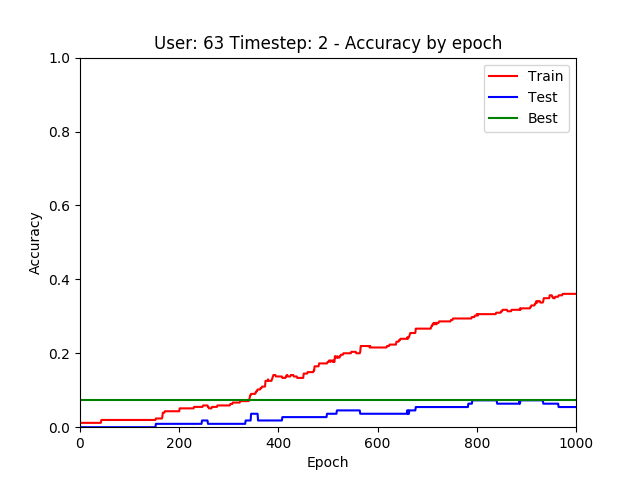 User: 63 Timestep: 2 - Accuracy by epoch
1.0
0.8
0.6
0.4
0.2
0.0
Accuracy
Train
Test
Best
0 200 400 600 800 1000
Epoch